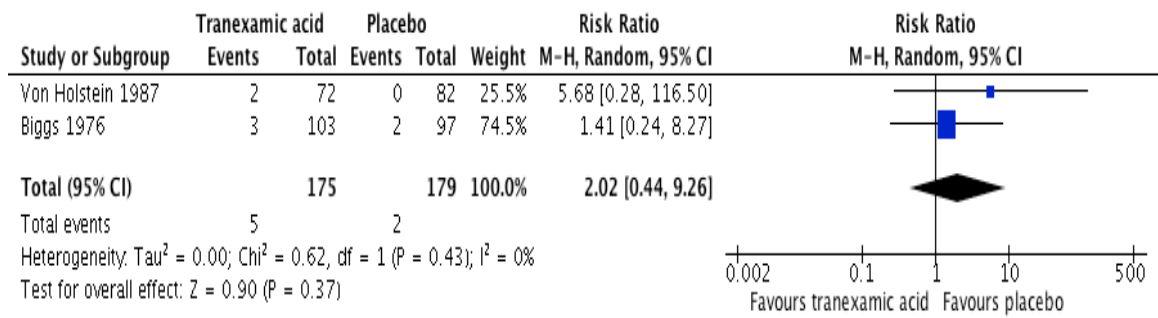 Tranexamic acid Placebo Risk Ratio Risk Ratio
Study or Subgroup Events Total Events Total Weight M-H, Random, 95% CI M-H, Random, 95% CI
Von Holstein 1987 2 72 0 82 25.5% 5.68 [0.28, 116.50]
Biggs 1976 3 103 2 97 74.5% 1.41 [0.24, 8.27]
Total (95% CI) 175 179 100.0% 2.02 [0.44, 9.26]
Total events 5 2
Heterogeneity: Tau² = 0.00; Chi² = 0.62, df = 1 (P = 0.43); I² = 0%
Test for overall effect: Z = 0.90 (P = 0.37)
0.002 0.1 1 10 500
Favours tranexamic acid Favours placebo